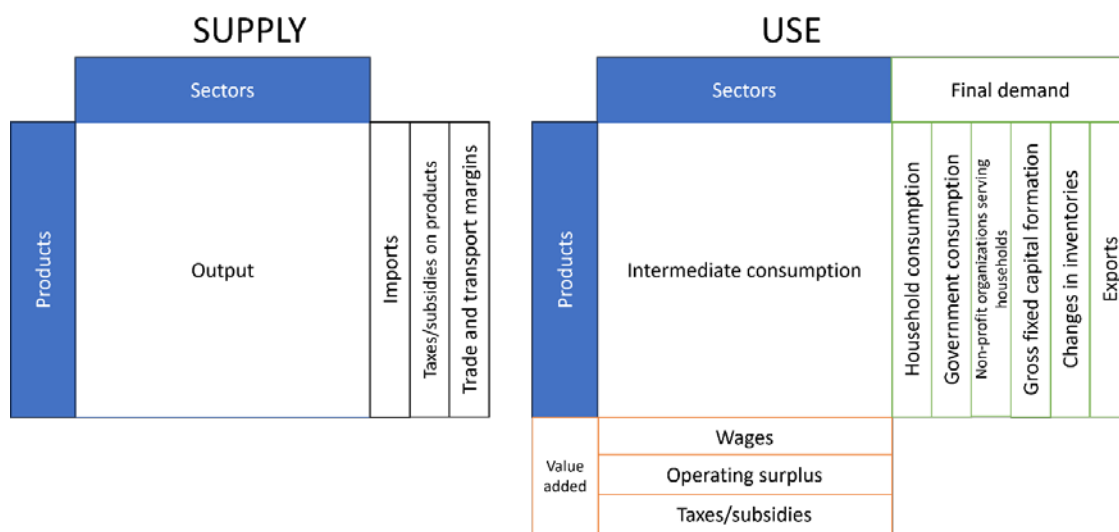 SUPPLY
Sectors
Products
Output
Imports
Taxes/subsidies on products
Trade and transport margins
USE
Sectors
Final demand
Products
Intermediate consumption
Household consumption
Government consumption
Non-profit organizations serving
households
Gross fixed capital formation
Changes in inventories
Exports
Value
added
Wages
Operating surplus
Taxes/subsidies